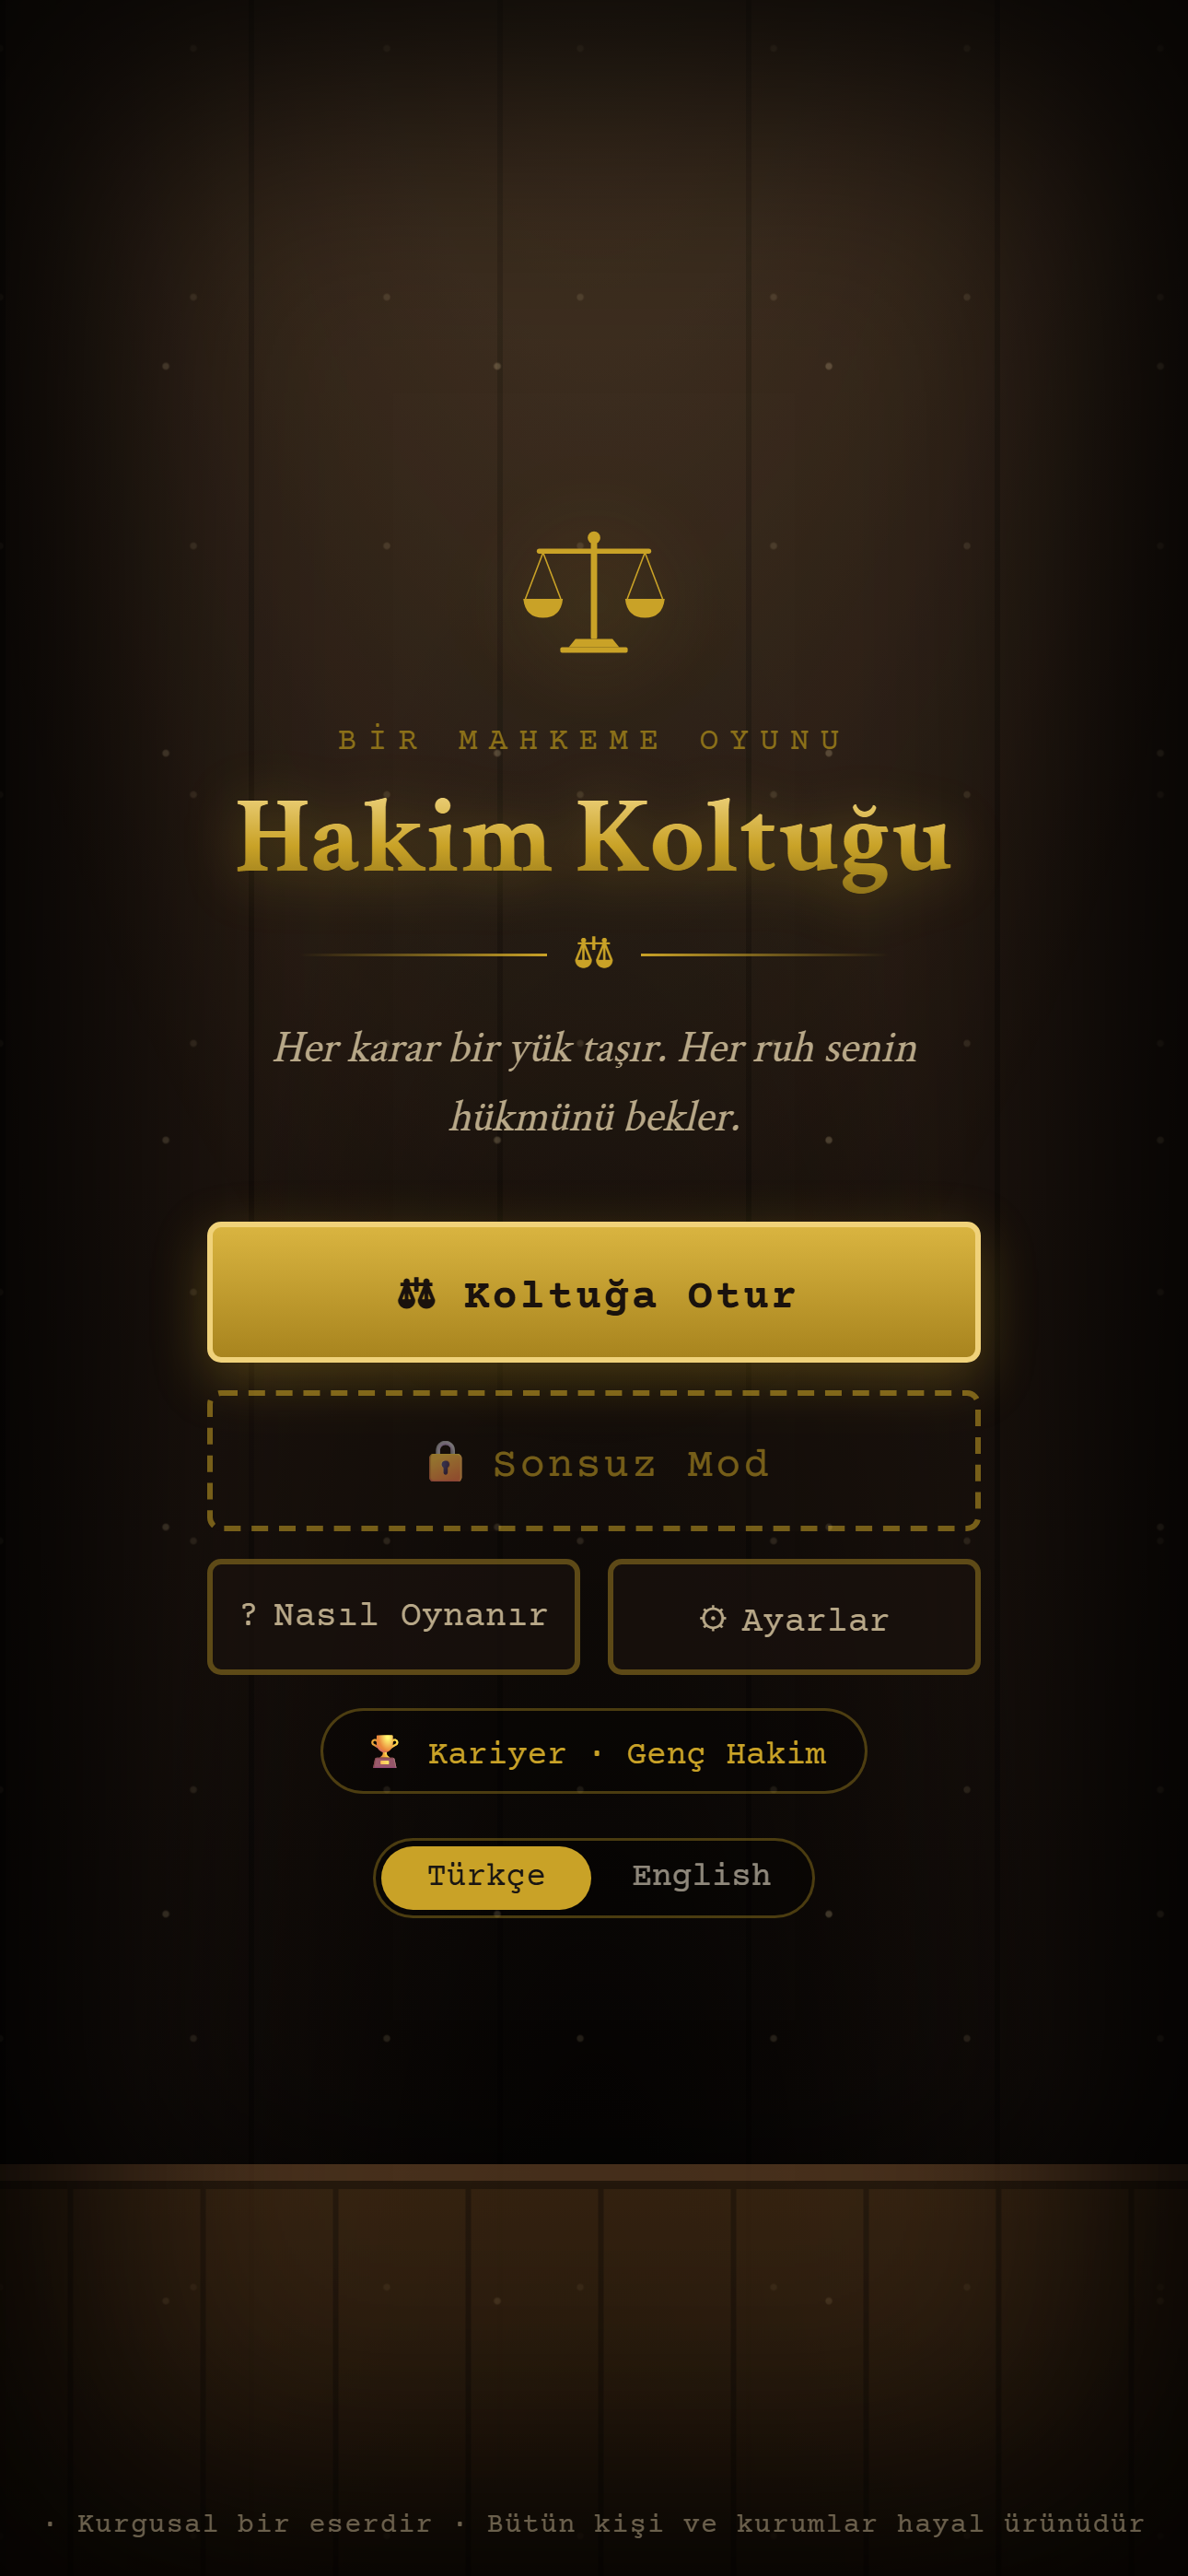 BİR MAHKEME OYUNU
Hakim Koltuğu
Her karar bir yük taşır. Her ruh senin
hükmünü bekler.
⚖ Koltuğa Otur
🔒 Sonsuz Mod
? Nasıl Oynanır
⚙ Ayarlar
🏆 Kariyer · Genç Hakim
Türkçe English
· Kurgusal bir eserdir · Bütün kişi ve kurumlar hayal ürünüdür